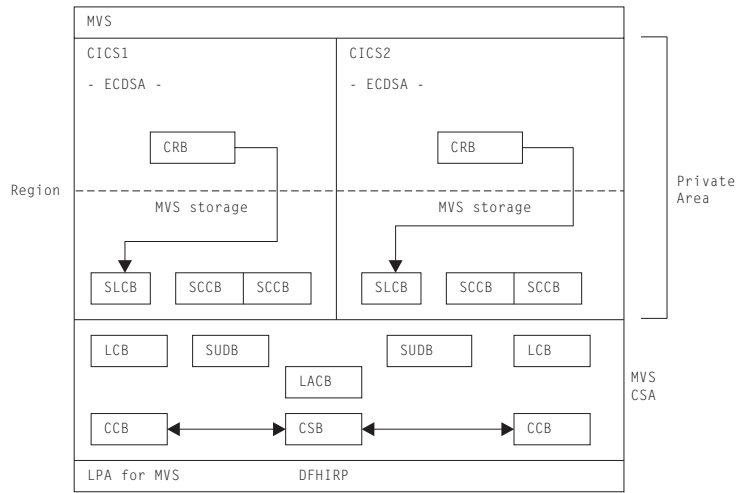 MVS
CICS1 CICS2
- ECDSA - - ECDSA -
CRB CRB
Region
Private
Area
MVS storage MVS storage
SLCB SCCB SCCB SLCB SCCB SCCB
LCB SUDB SUDB LCB
LACB
MVS
CSA
CCB CSB CCB
LPA for MVS DFHIRP